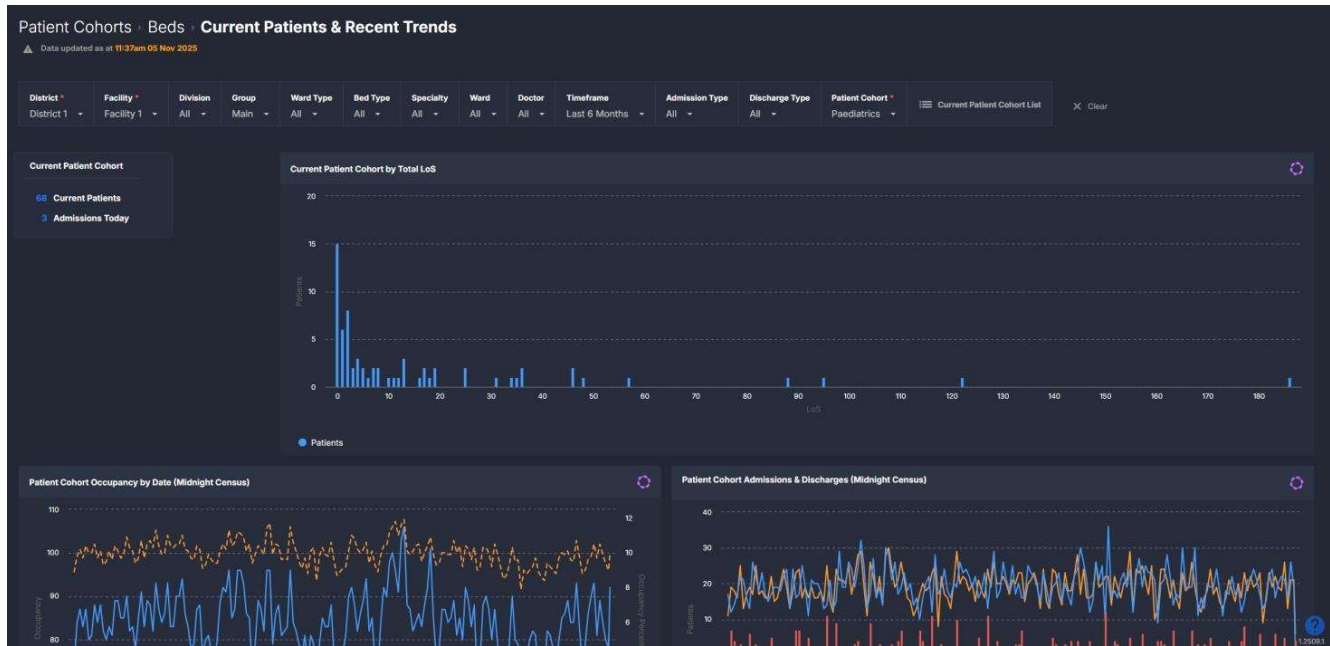 Patient Cohorts › Beds › Current Patients & Recent Trends
Data updated as at 11:37am 05 Nov 2025
District * Facility * Division Group Ward Type Bed Type Specialty Ward Doctor Timeframe Admission Type Discharge Type Patient Cohort *
District 1 Facility 1 All Main All All All All All Last 6 Months All All Paediatrics
Current Patient Cohort List
Clear
Current Patient Cohort
68 Current Patients
3 Admissions Today
Current Patient Cohort by Total LoS
20
15
10
5
0
Patients
0 10 20 30 40 50 60 70 80 90 100 110 120 130 140 150 160 170 180
LoS
Patients
Patient Cohort Occupancy by Date (Midnight Census)
110
100
90
80
Occupancy
12
10
8
6
Occupancy
Patient Cohort Admissions & Discharges (Midnight Census)
40
30
20
10
Patients
?
1.2509.1